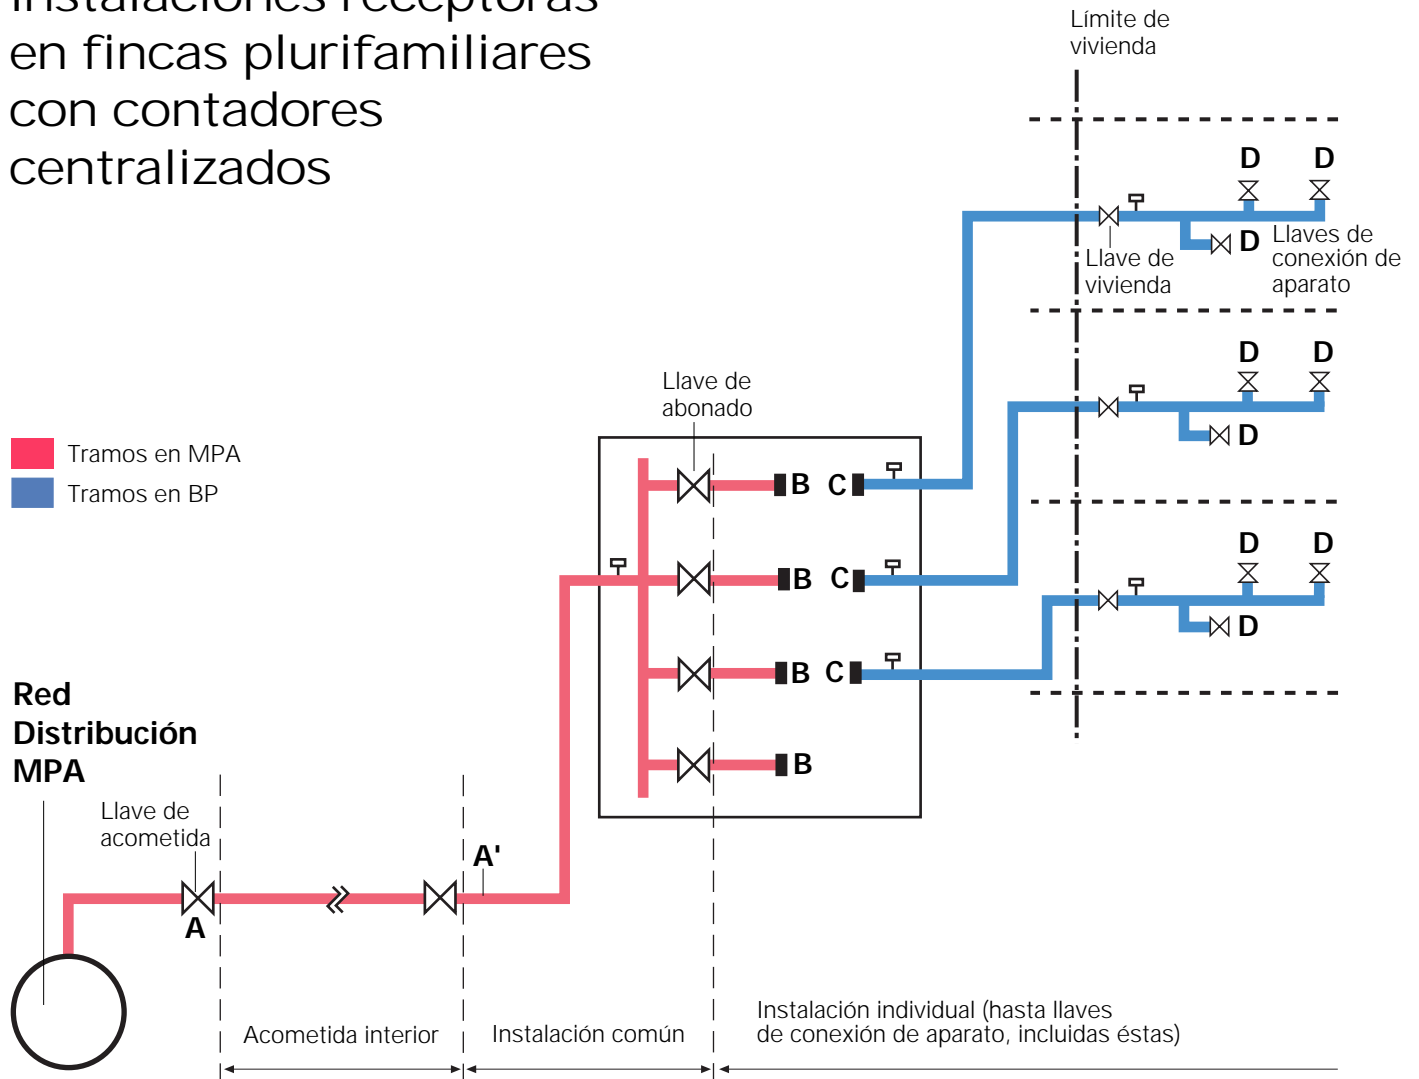 Instalaciones receptoras
en fincas plurifamiliares
con contadores
centralizados
Límite de
vivienda
D D
D
Llaves de
conexión de
aparato
Llave de
vivienda
D D
D
Llave de
abonado
Tramos en MPA
Tramos en BP
B C
B C
D D
D
B C
B
Red
Distribución
MPA
Llave de
acometida
A'
A
Acometida interior
Instalación común
Instalación individual (hasta llaves
de conexión de aparato, incluidas éstas)